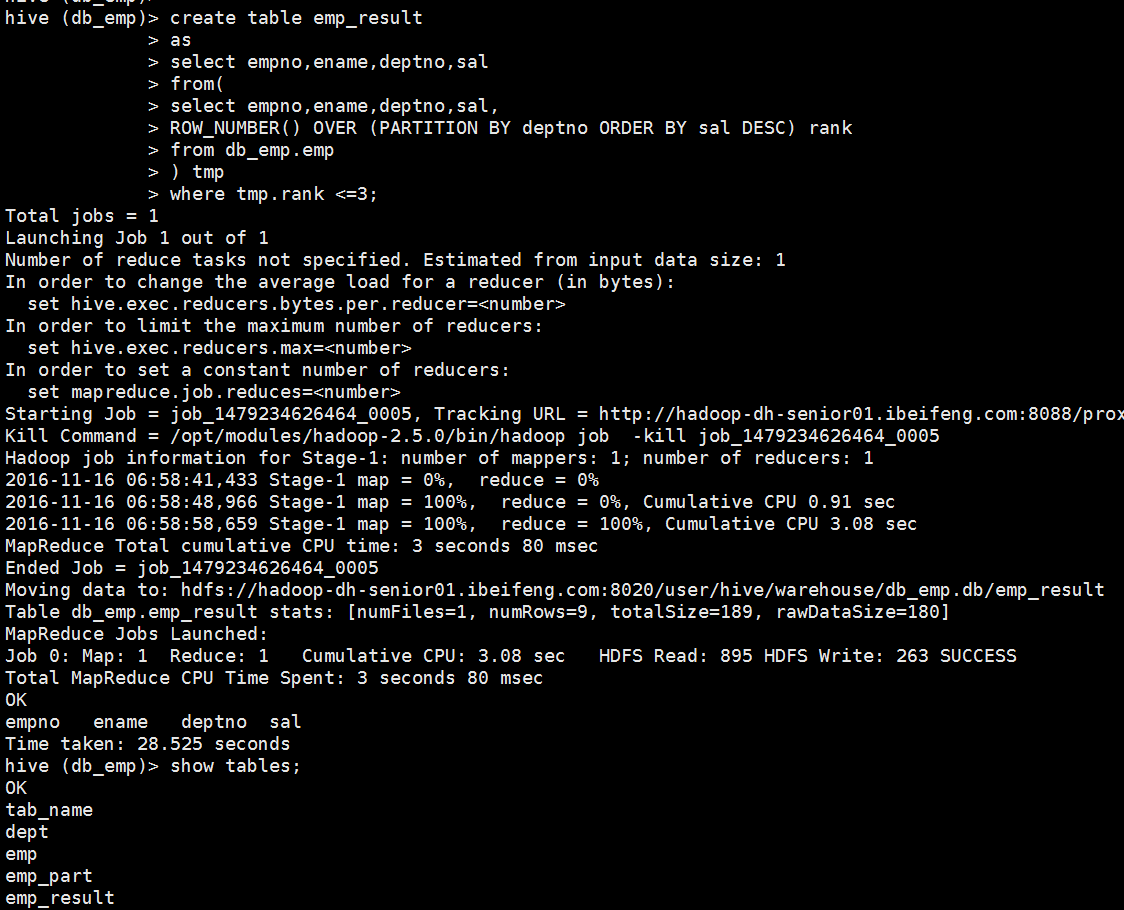 hive (db_emp)>
hive (db_emp)> create table emp_result
> as
> select empno,ename,deptno,sal
> from(
> select empno,ename,deptno,sal,
> ROW_NUMBER() OVER (PARTITION BY deptno ORDER BY sal DESC) rank
> from db_emp.emp
> ) tmp
> where tmp.rank <=3;
Total jobs = 1
Launching Job 1 out of 1
Number of reduce tasks not specified. Estimated from input data size: 1
In order to change the average load for a reducer (in bytes):
  set hive.exec.reducers.bytes.per.reducer=<number>
In order to limit the maximum number of reducers:
  set hive.exec.reducers.max=<number>
In order to set a constant number of reducers:
  set mapreduce.job.reduces=<number>
Starting Job = job_1479234626464_0005, Tracking URL = http://hadoop-dh-senior01.ibeifeng.com:8088/prox
Kill Command = /opt/modules/hadoop-2.5.0/bin/hadoop job  -kill job_1479234626464_0005
Hadoop job information for Stage-1: number of mappers: 1; number of reducers: 1
2016-11-16 06:58:41,433 Stage-1 map = 0%,  reduce = 0%
2016-11-16 06:58:48,966 Stage-1 map = 100%,  reduce = 0%, Cumulative CPU 0.91 sec
2016-11-16 06:58:58,659 Stage-1 map = 100%,  reduce = 100%, Cumulative CPU 3.08 sec
MapReduce Total cumulative CPU time: 3 seconds 80 msec
Ended Job = job_1479234626464_0005
Moving data to: hdfs://hadoop-dh-senior01.ibeifeng.com:8020/user/hive/warehouse/db_emp.db/emp_result
Table db_emp.emp_result stats: [numFiles=1, numRows=9, totalSize=189, rawDataSize=180]
MapReduce Jobs Launched:
Job 0: Map: 1  Reduce: 1   Cumulative CPU: 3.08 sec   HDFS Read: 895 HDFS Write: 263 SUCCESS
Total MapReduce CPU Time Spent: 3 seconds 80 msec
OK
empno   ename   deptno  sal
Time taken: 28.525 seconds
hive (db_emp)> show tables;
OK
tab_name
dept
emp
emp_part
emp_result